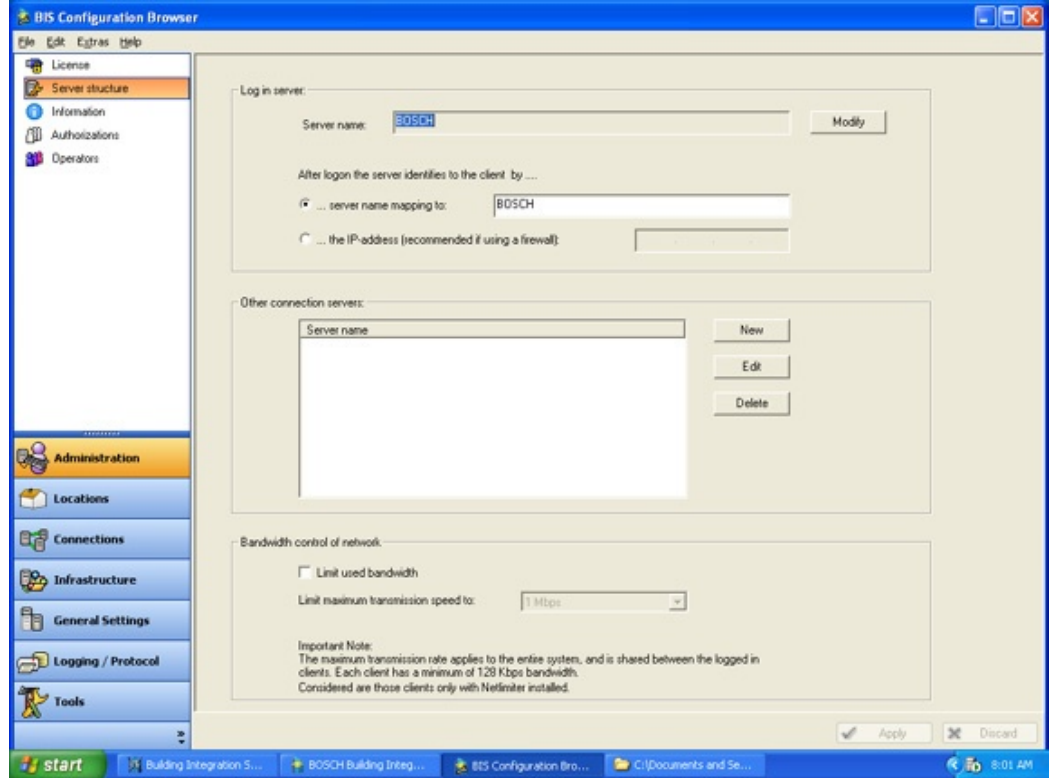 BIS Configuration Browser
File Edit Extras Help
License
Server structure
Information
Authorizations
Operators
Administration
Locations
Connections
Infrastructure
General Settings
Logging / Protocol
Tools
Log in server:
Server name: BOSCH Modify
After logon the server identifies to the client by ....
... server name mapping to: BOSCH
... the IP-address (recommended if using a firewall):
Other connection servers:
Server name
New
Edit
Delete
Bandwidth control of network
Limit used bandwidth
Limit maximum transmission speed to: 1 Mbps
Important Note:
The maximum transmission rate applies to the entire system, and is shared between the logged in
clients. Each client has a minimum of 128 Kbps bandwidth.
Considered are those clients only with Netlimiter installed.
Apply Discard
start Building Integration S... BOSCH Building Integ... BIS Configuration Bro... C:\Documents and Se... 8:01 AM